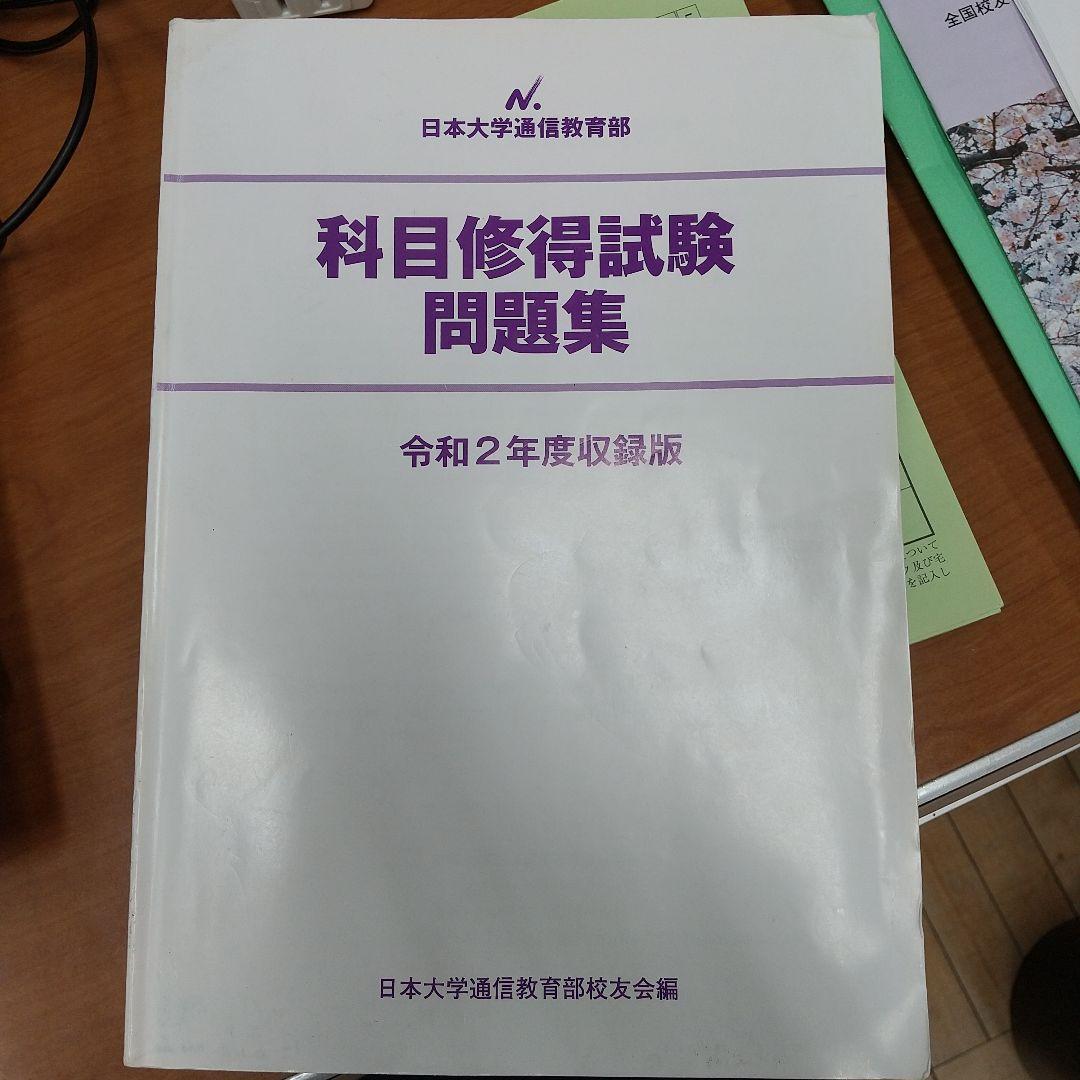 N.
日本大学通信教育部
科目修得試験
問題集
令和2年度収録版
日本大学通信教育部校友会編
全国校友
ついて
及び宅
を記入し